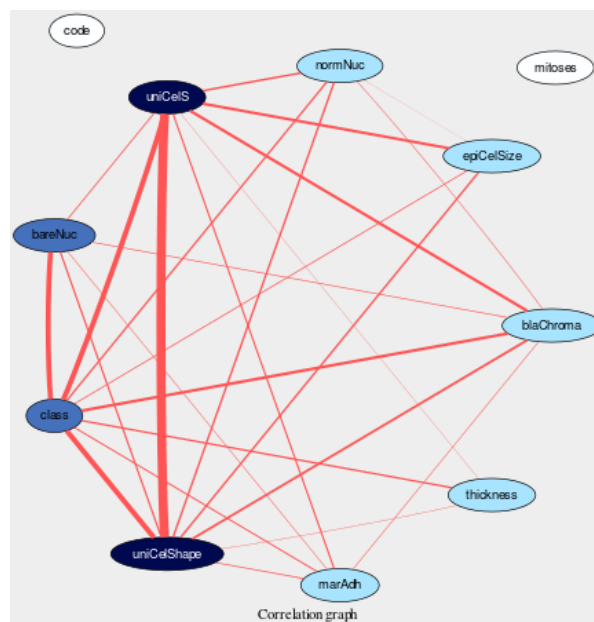 code
normNuc
mitoses
uniCelS
epiCelSize
bareNuc
blaChroma
class
thickness
uniCelShape
marAdh
Correlation graph